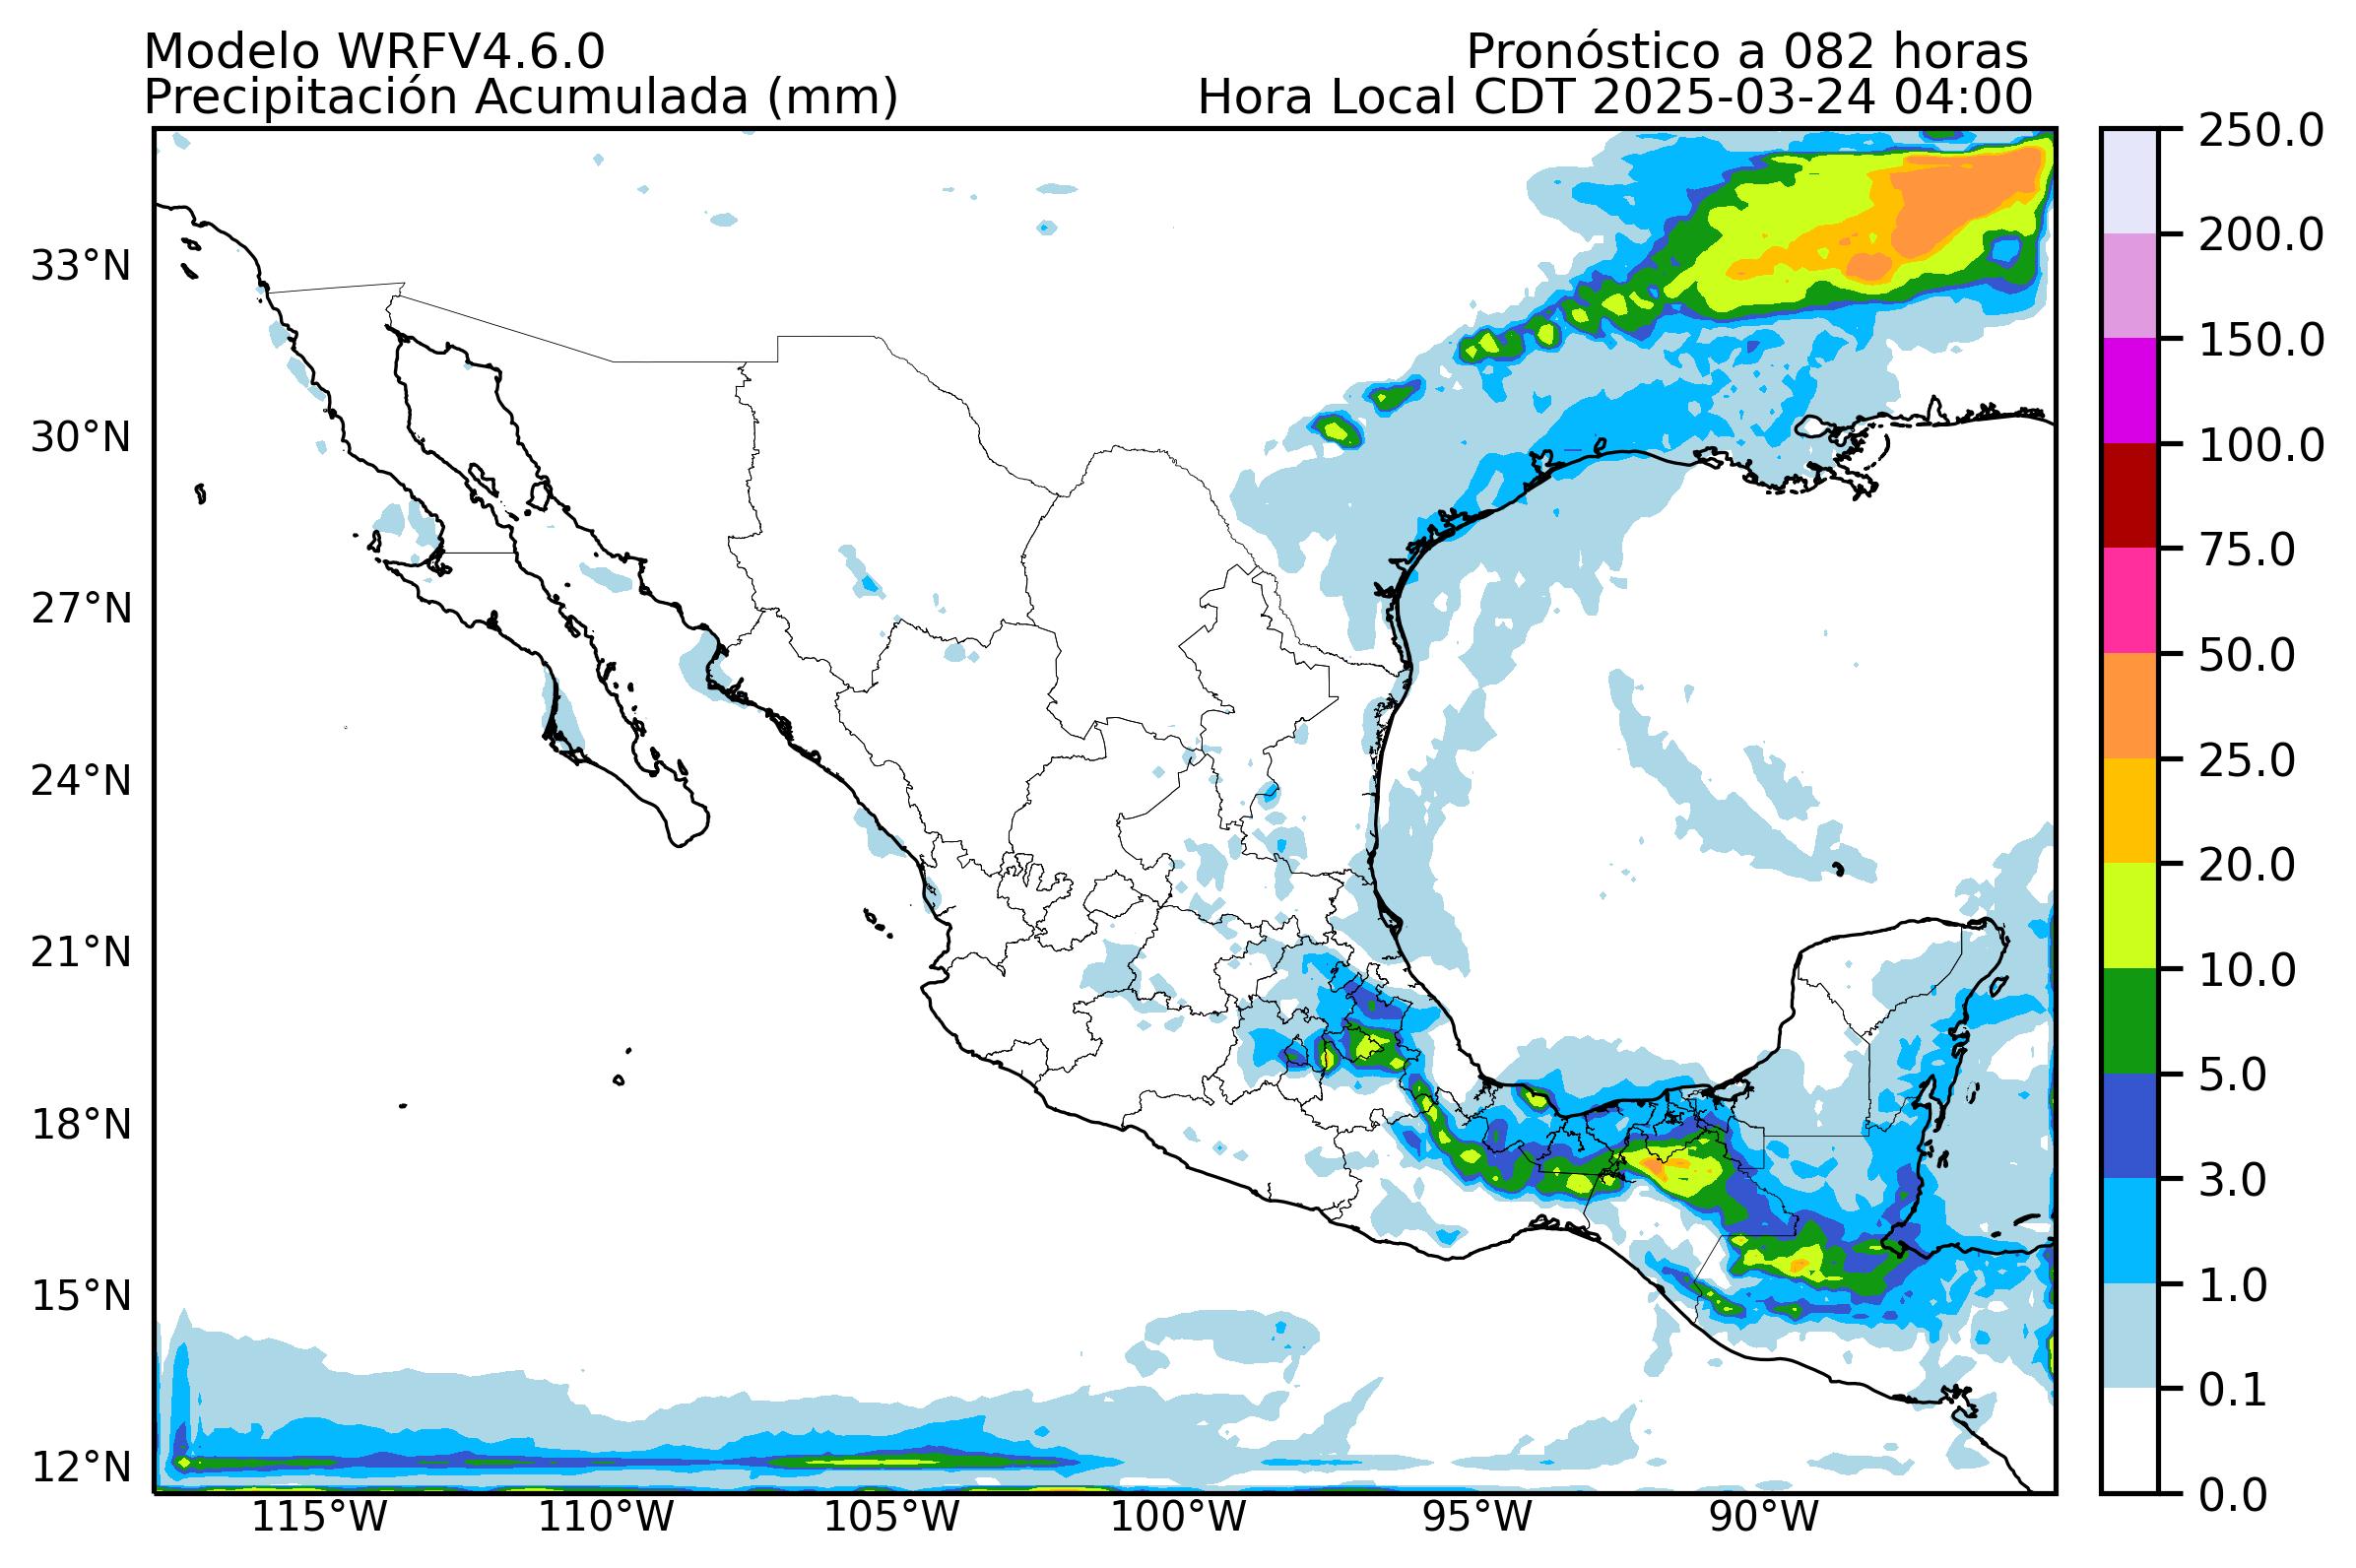 Modelo WRFV4.6.0
Pronóstico a 082 horas
Precipitación Acumulada (mm)
Hora Local CDT 2025-03-24 04:00
33°N
30°N
27°N
24°N
21°N
18°N
15°N
12°N
115°W
110°W
105°W
100°W
95°W
90°W
250.0
200.0
150.0
100.0
75.0
50.0
25.0
20.0
10.0
5.0
3.0
1.0
0.1
0.0